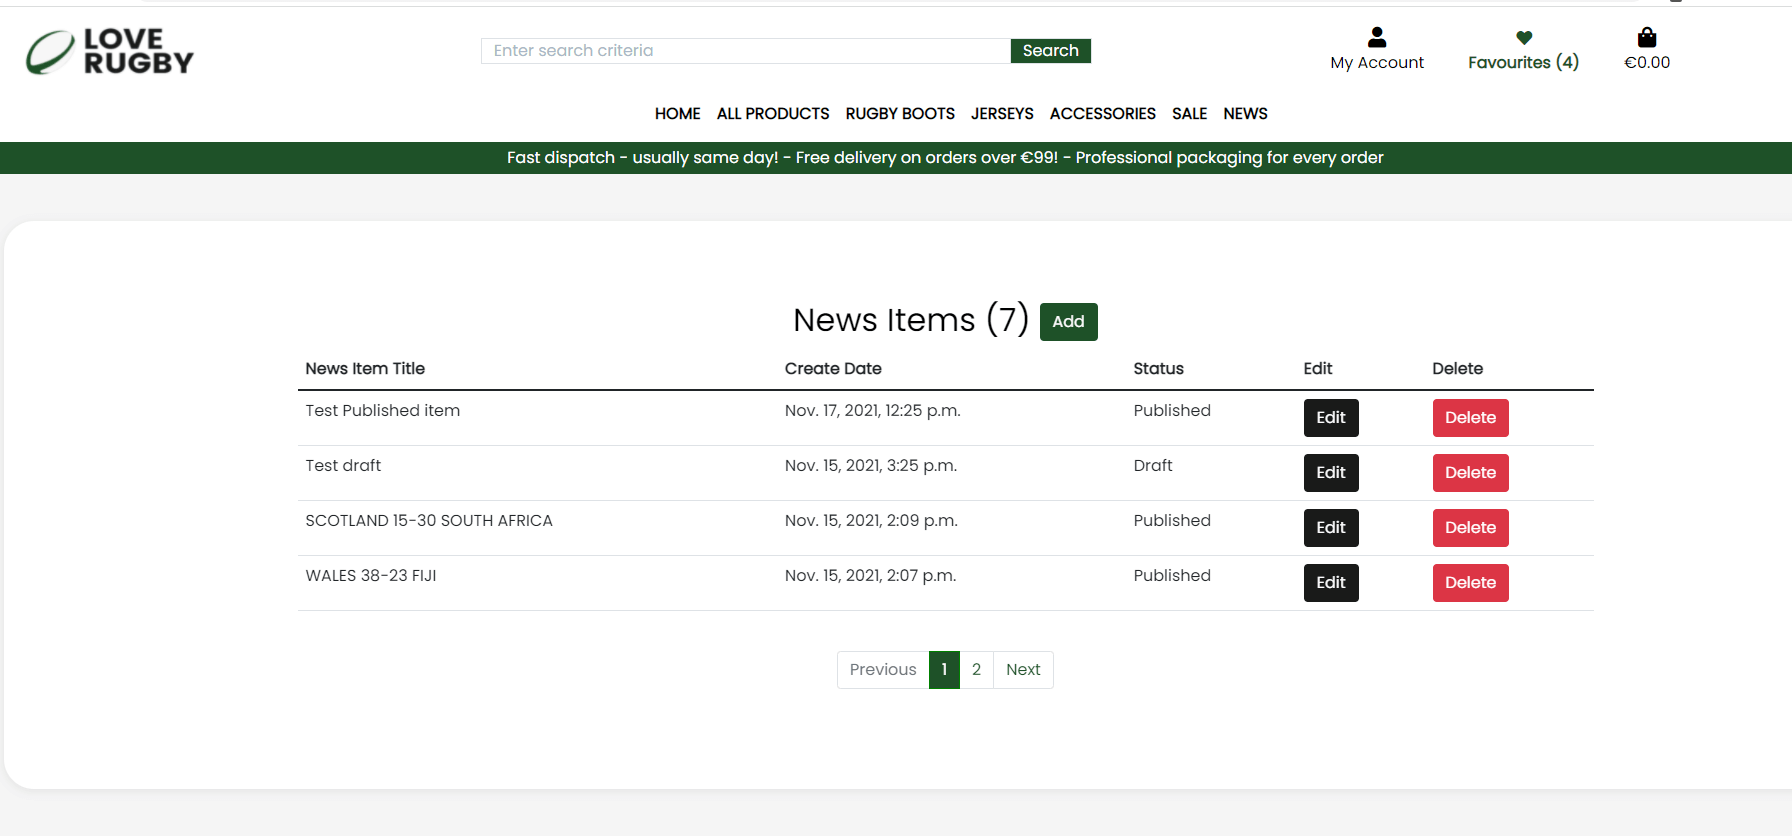 LOVE
RUGBY
Enter search criteria Search
My Account Favourites (4) €0.00
HOME ALL PRODUCTS RUGBY BOOTS JERSEYS ACCESSORIES SALE NEWS
Fast dispatch - usually same day! - Free delivery on orders over €99! - Professional packaging for every order
News Items (7) Add
News Item Title Create Date Status Edit Delete
Test Published item Nov. 17, 2021, 12:25 p.m. Published Edit Delete
Test draft Nov. 15, 2021, 3:25 p.m. Draft Edit Delete
SCOTLAND 15-30 SOUTH AFRICA Nov. 15, 2021, 2:09 p.m. Published Edit Delete
WALES 38-23 FIJI Nov. 15, 2021, 2:07 p.m. Published Edit Delete
Previous 1 2 Next